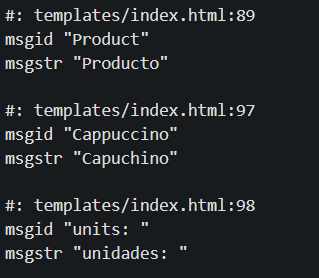 #: templates/index.html:89
msgid "Product"
msgstr "Producto"

#: templates/index.html:97
msgid "Cappuccino"
msgstr "Capuchino"

#: templates/index.html:98
msgid "units: "
msgstr "unidades: "